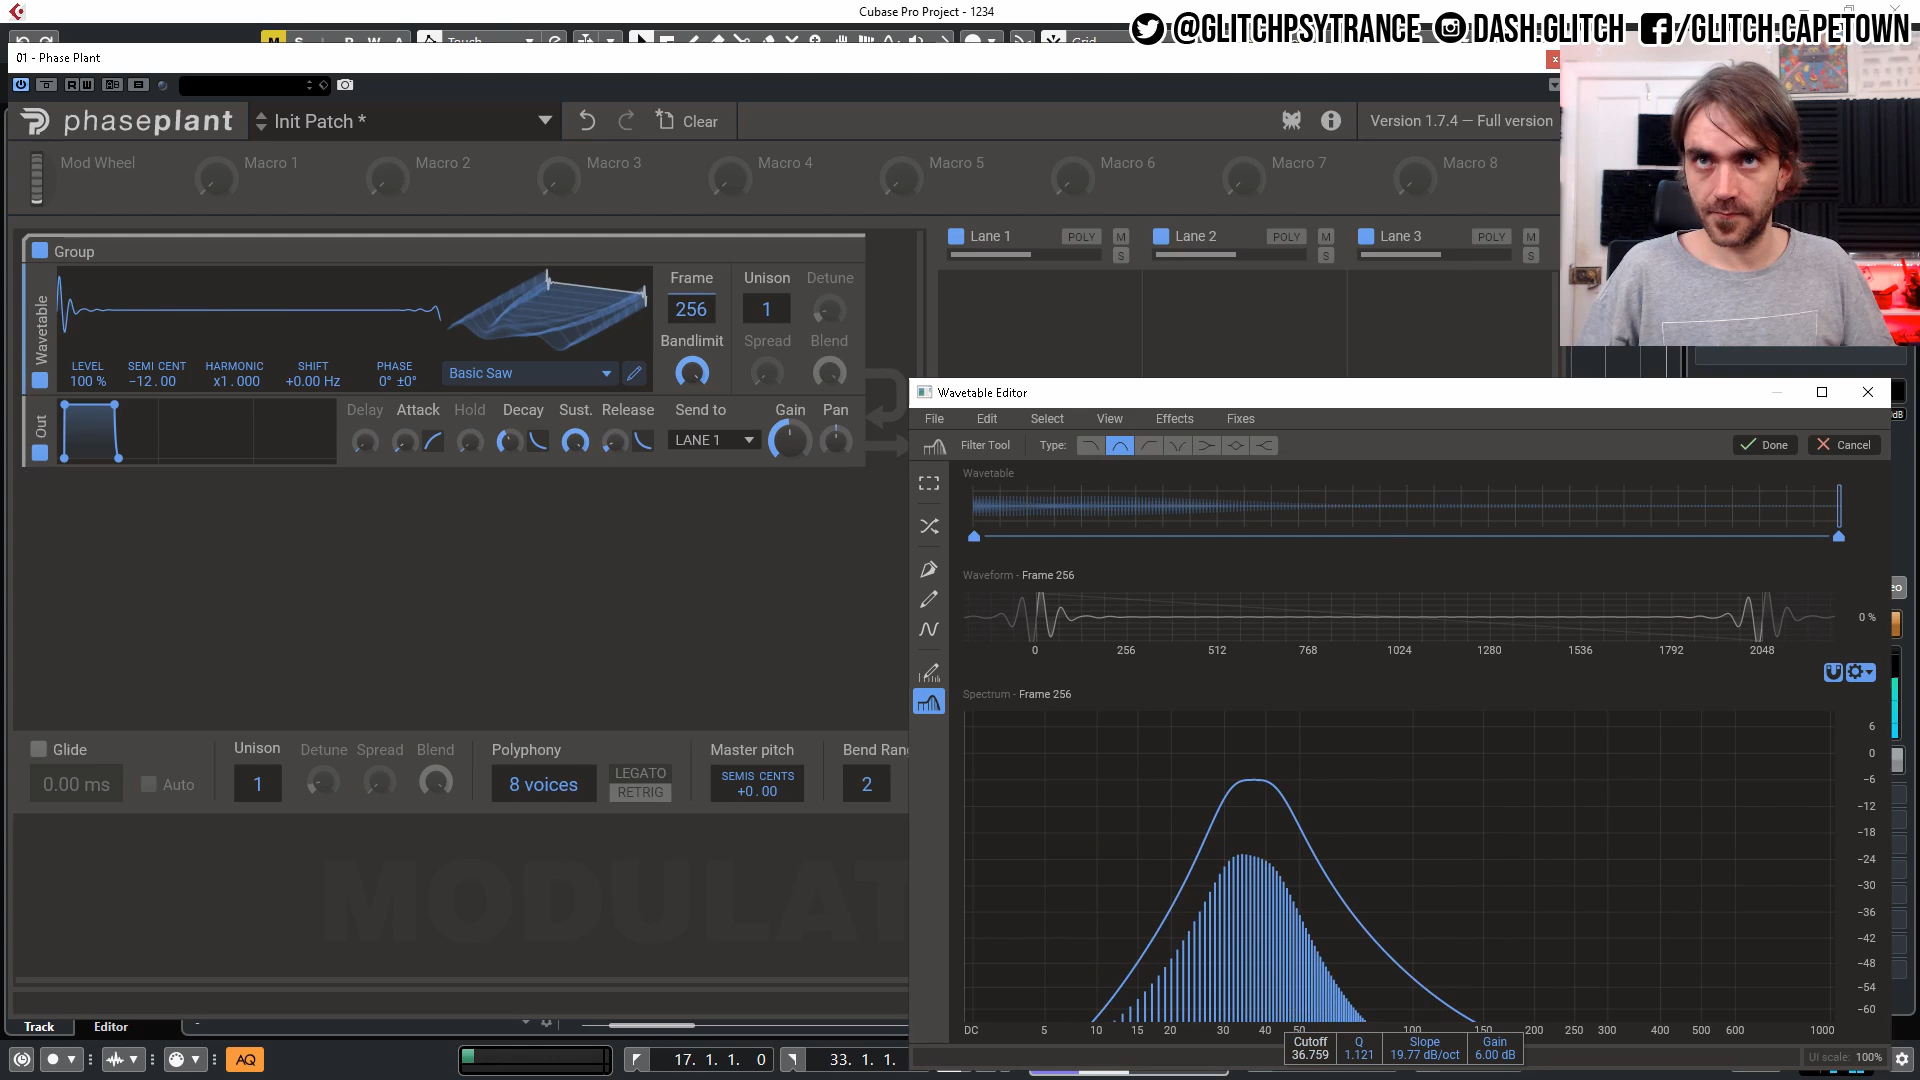 Cubase Pro Project - 1234
@GLITCHPSYTRANCE DASH.GLITCH /GLITCH.CAPETOWN
Touch
Grid
01 - Phase Plant
phaseplant
Init Patch *
Clear
Version 1.7.4 — Full version
Mod Wheel Macro 1 Macro 2 Macro 3 Macro 4 Macro 5 Macro 6 Macro 7 Macro 8
Group
Lane 1 POLY M S
Lane 2 POLY M S
Lane 3 POLY M S
Wavetable
Frame Unison Detune
256 1
Bandlimit Spread Blend
LEVEL SEMI CENT HARMONIC SHIFT PHASE
100 % −12.00 x1.000 +0.00 Hz 0° ±0°
Basic Saw
Out
Delay Attack Hold Decay Sust. Release Send to Gain Pan
LANE 1
Wavetable Editor
File Edit Select View Effects Fixes
Filter Tool Type: Done Cancel
Wavetable
Waveform - Frame 256
0 %
0 256 512 768 1024 1280 1536 1792 2048
Spectrum - Frame 256
6
0
−6
−12
−18
−24
−30
−36
−42
−48
−54
−60
DC 5 10 15 20 30 40 50 100 150 200 250 300 400 500 600 1000
Cutoff Q Slope Gain
36.759 1.121 19.77 dB/oct 6.00 dB
UI scale: 100%
Glide Unison Detune Spread Blend Polyphony Master pitch Bend Rang
0.00 ms Auto 1 8 voices LEGATO RETRIG SEMIS CENTS +0.00 2
MODULAT
Track Editor
AQ
17. 1. 1. 0
33. 1. 1.